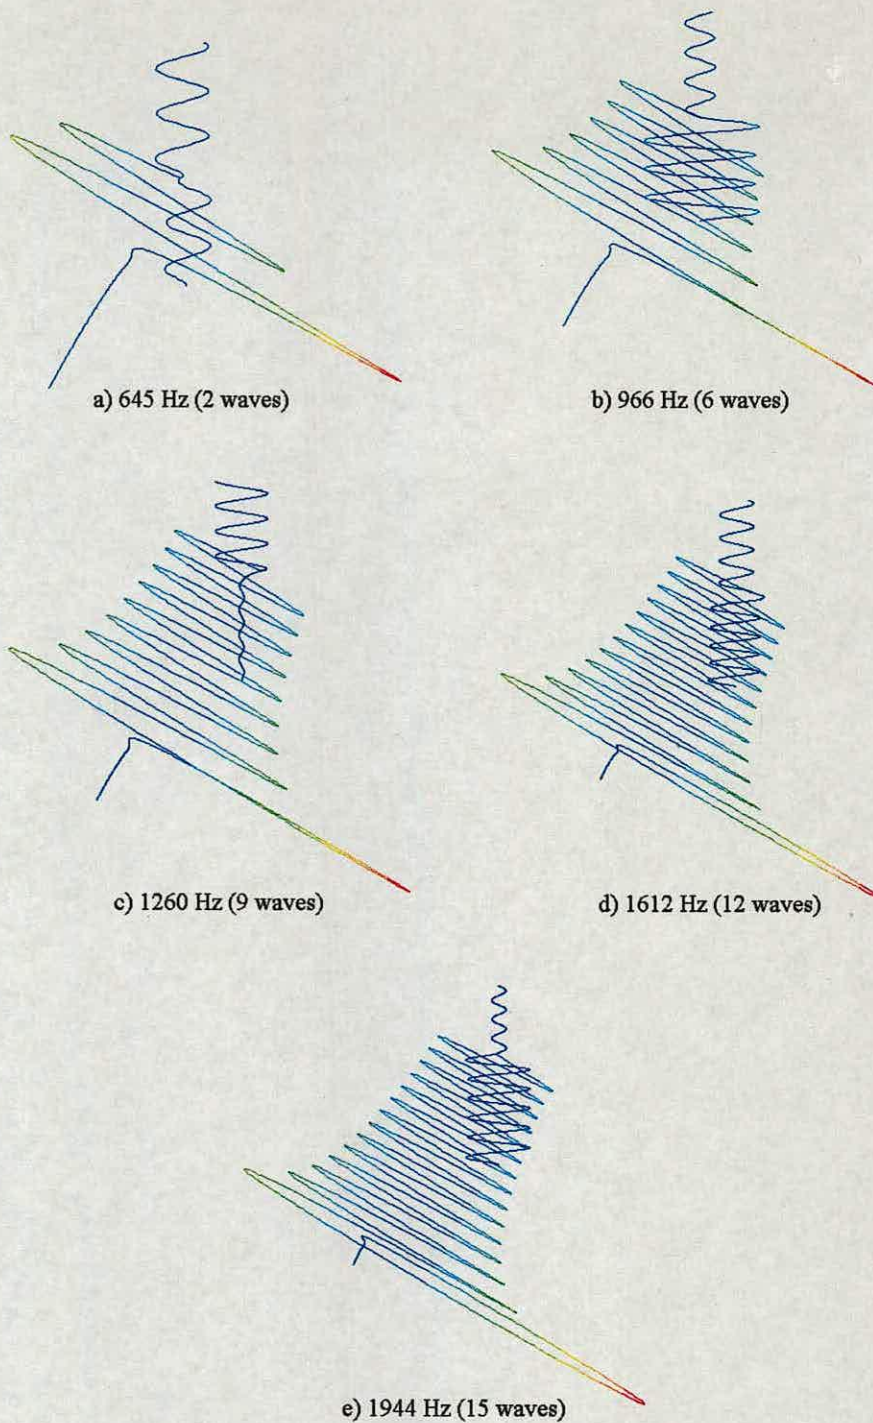 a) 645 Hz (2 waves)
b) 966 Hz (6 waves)
c) 1260 Hz (9 waves)
d) 1612 Hz (12 waves)
e) 1944 Hz (15 waves)